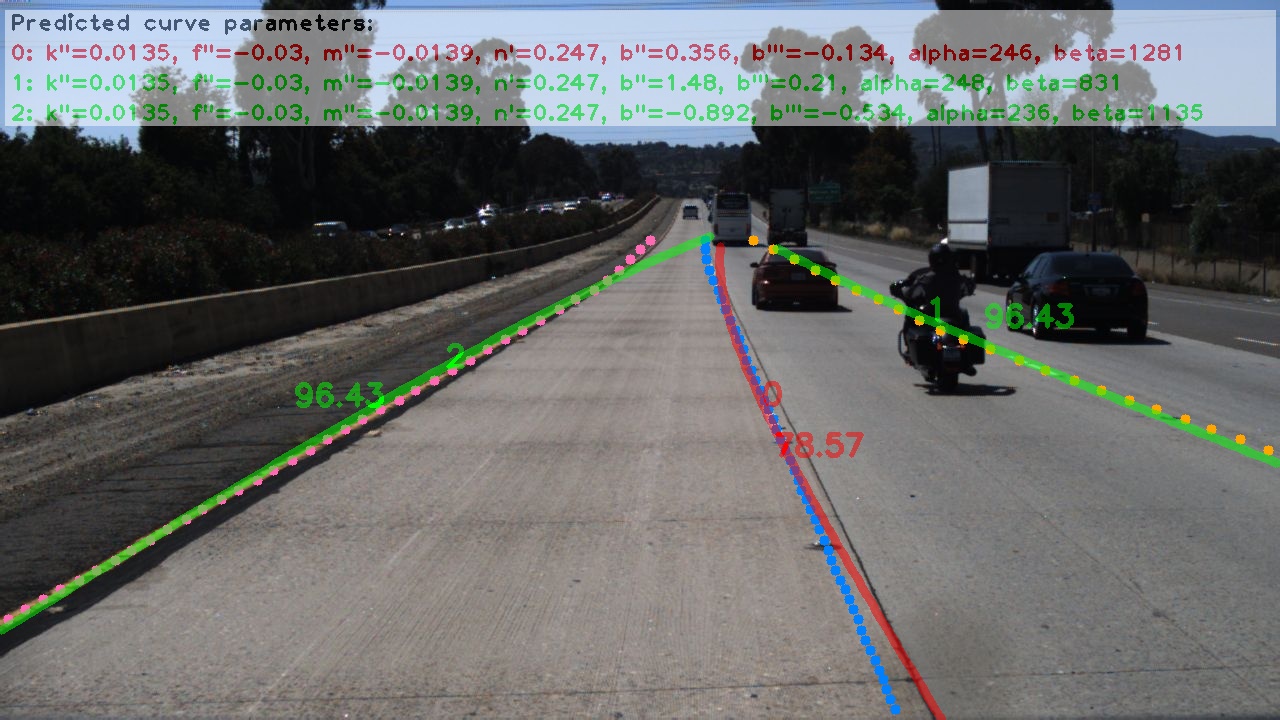 Predicted curve parameters:
0: k''=0.0135, f''=-0.03, m''=-0.0139, n'=0.247, b''=0.356, b'''=-0.134, alpha=246, beta=1281
1: k''=0.0135, f''=-0.03, m''=-0.0139, n'=0.247, b''=1.48, b'''=0.21, alpha=248, beta=831
2: k''=0.0135, f''=-0.03, m''=-0.0139, n'=0.247, b''=-0.892, b'''=-0.534, alpha=236, beta=1135
1 96.43
2
96.43
0
78.57